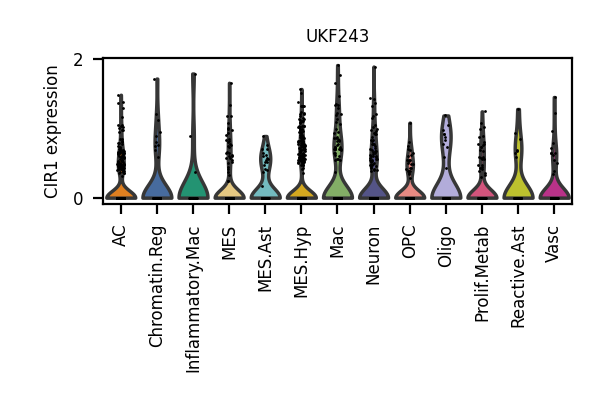 UKF243
CIR1 expression
2
0
AC
Chromatin.Reg
Inflammatory.Mac
MES
MES.Ast
MES.Hyp
Mac
Neuron
OPC
Oligo
Prolif.Metab
Reactive.Ast
Vasc